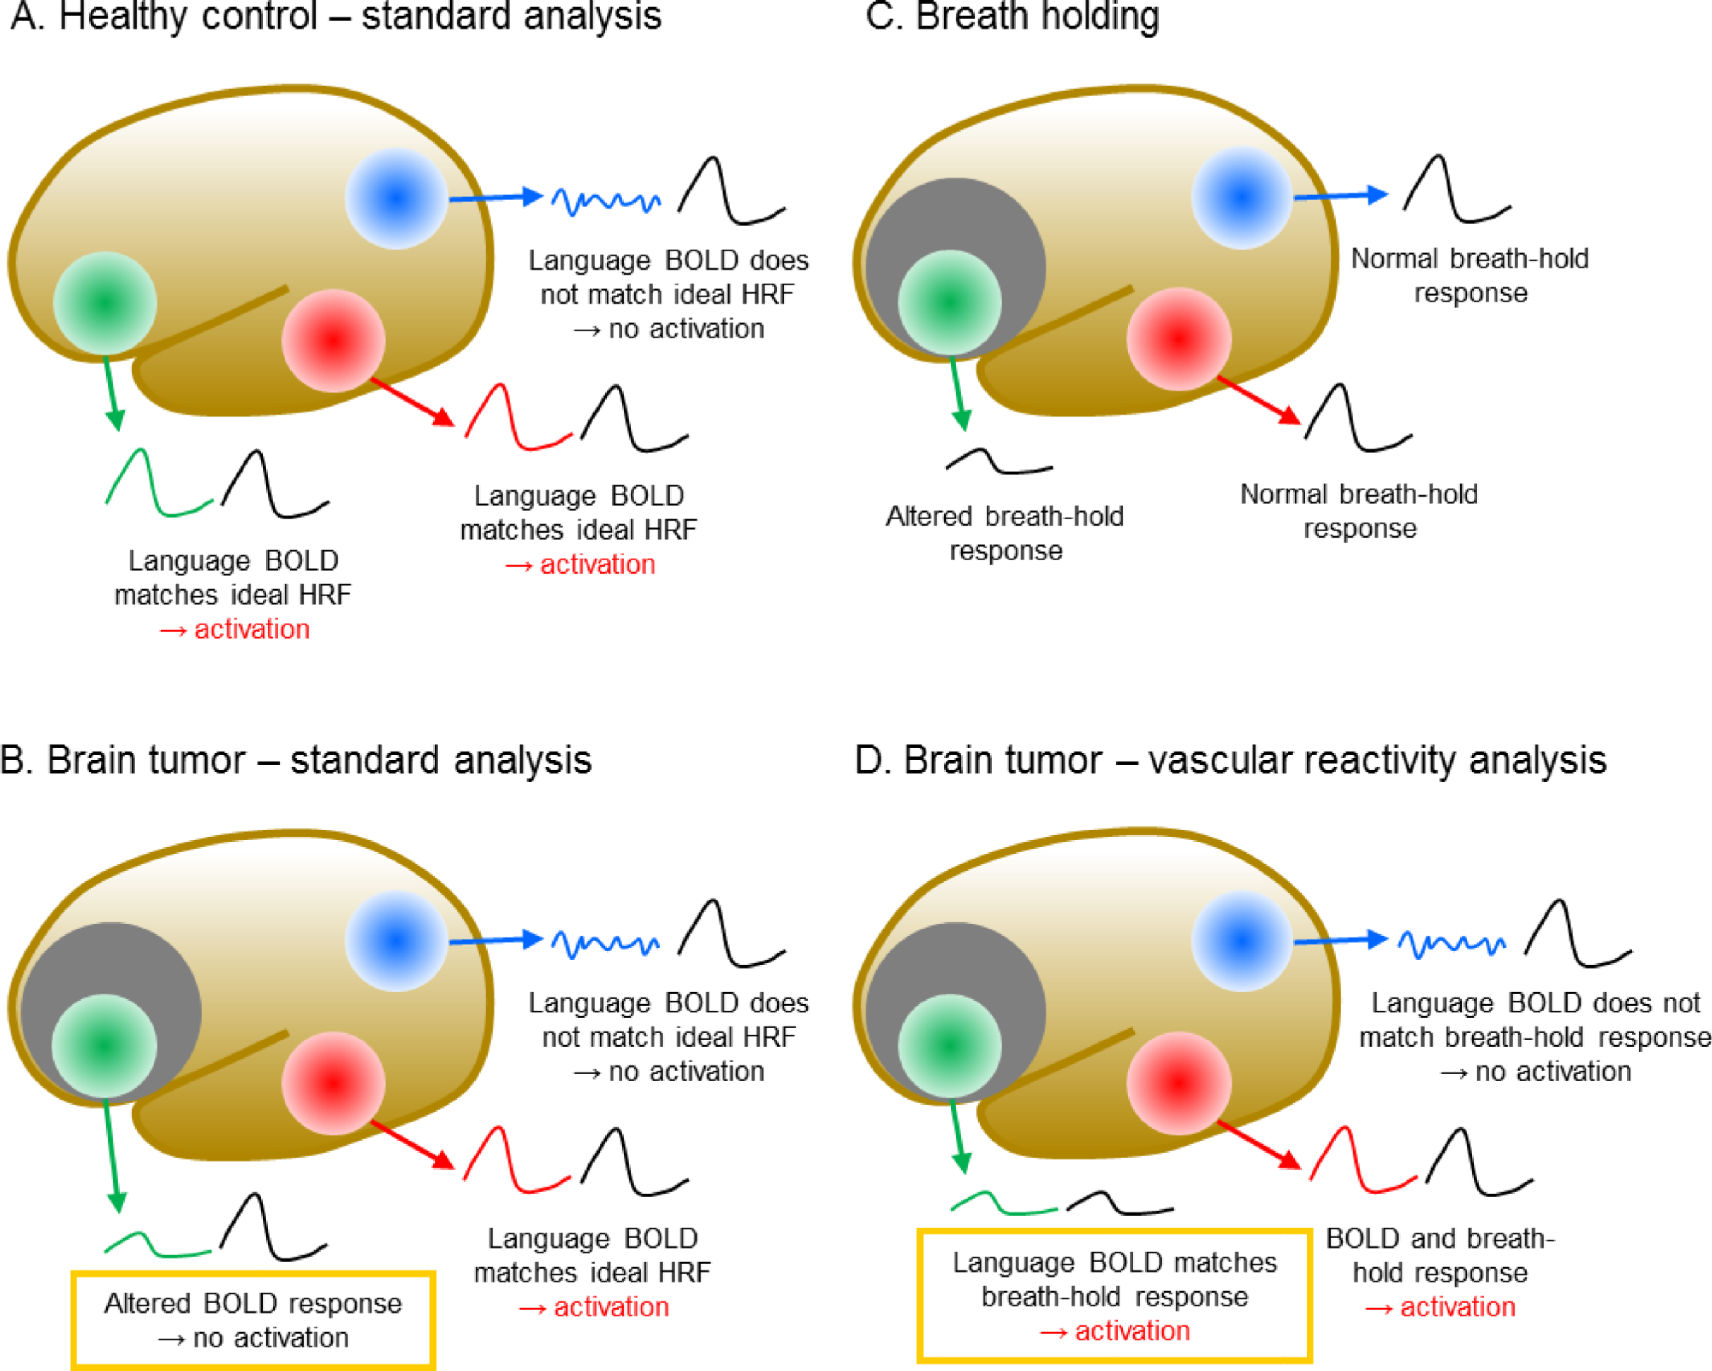 A. Healthy control – standard analysis
Language BOLD does
not match ideal HRF
→ no activation
Language BOLD
matches ideal HRF
→ activation
Language BOLD
matches ideal HRF
→ activation
C. Breath holding
Normal breath-hold
response
Normal breath-hold
response
Altered breath-hold
response
B. Brain tumor – standard analysis
Language BOLD does
not match ideal HRF
→ no activation
Language BOLD
matches ideal HRF
→ activation
Altered BOLD response
→ no activation
D. Brain tumor – vascular reactivity analysis
Language BOLD does not
match breath-hold response
→ no activation
BOLD and breath-
hold response
→ activation
Language BOLD matches
breath-hold response
→ activation